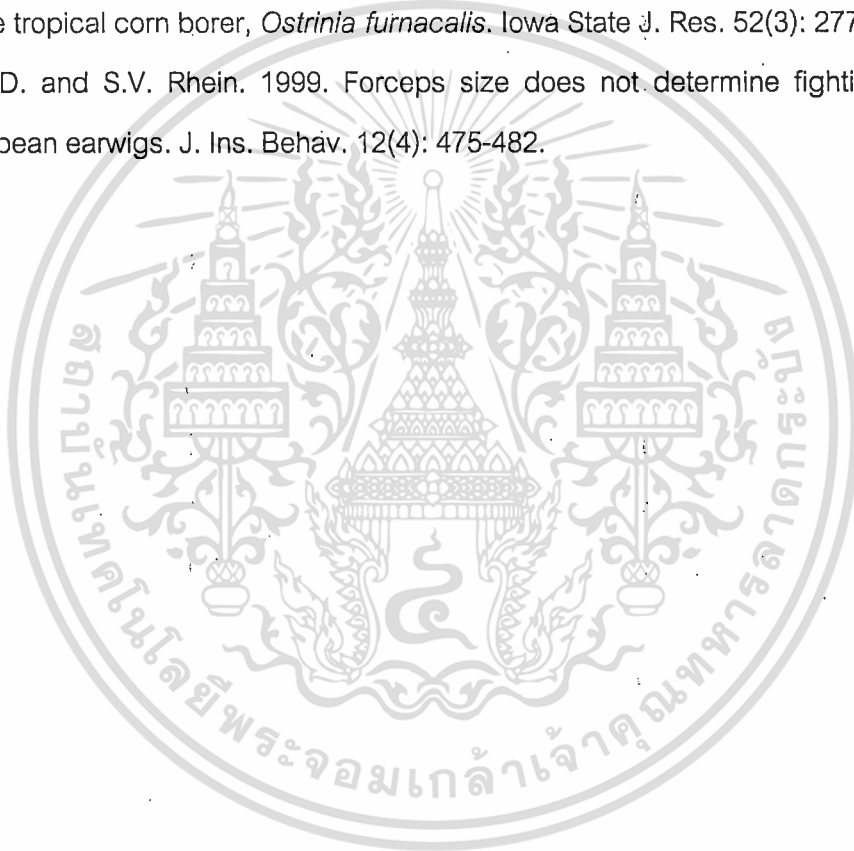 e tropical corn borer, Ostrinia furnacalis. Iowa State J. Res. 52(3): 277
D. and S.V. Rhein. 1999. Forceps size does not determine fighti
pean earwigs. J. Ins. Behav. 12(4): 475-482.
สถาบันเทคโนโลยีพระจอมเกล้าเจ้าคุณทหารลาดกระบัง